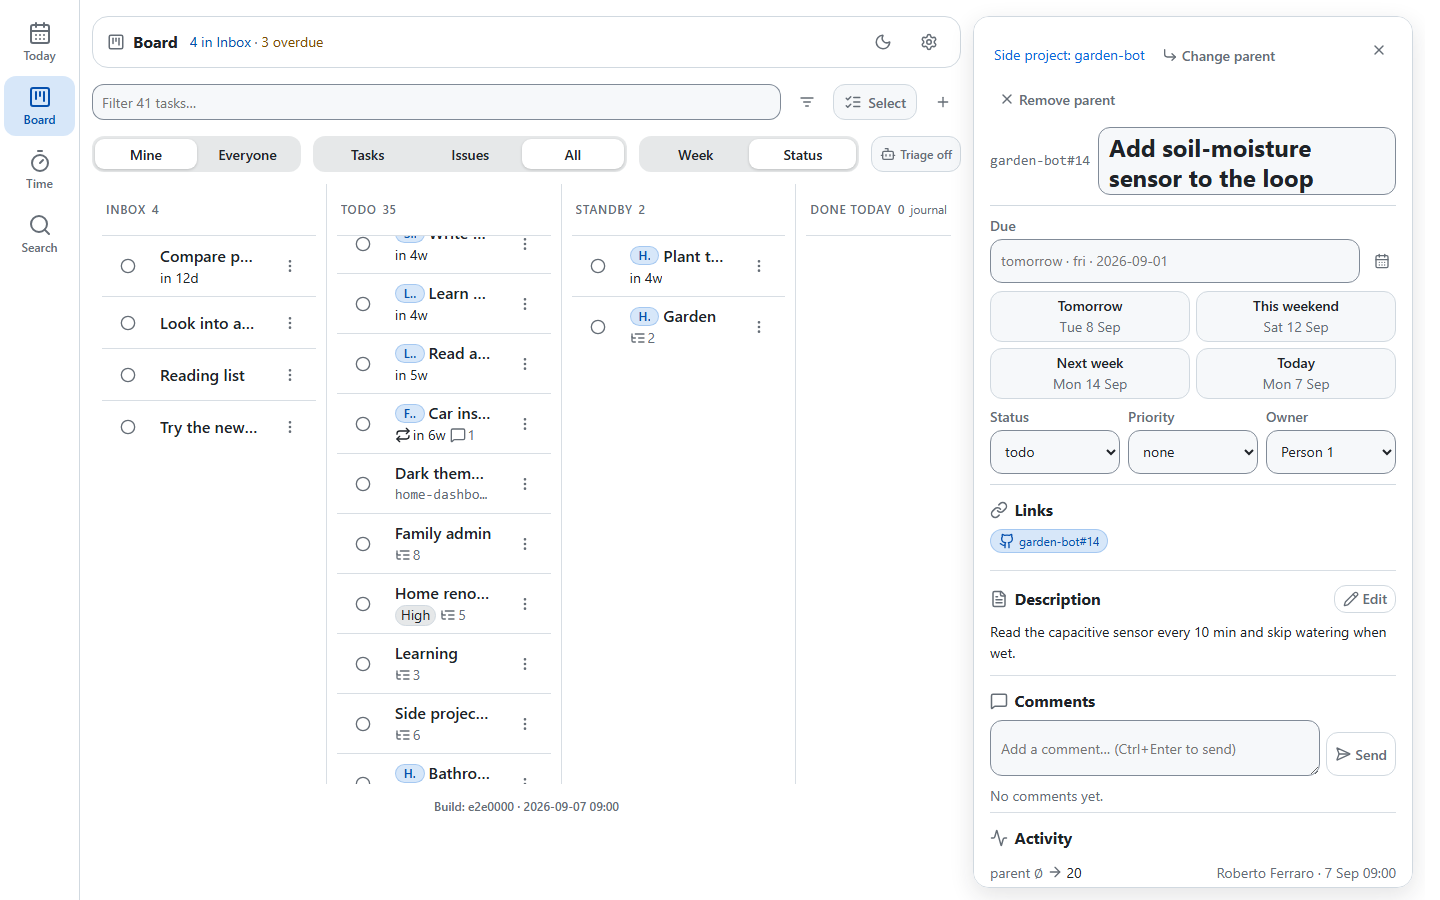 Today
Board
Time
Search
Board 4 in Inbox · 3 overdue
Filter 41 tasks...
Select
Mine Everyone
Tasks Issues All
Week Status
Triage off
INBOX 4
Compare p...
in 12d
Look into a...
Reading list
Try the new...
TODO 35
in 4w
L.. Learn ...
in 4w
L.. Read a...
in 5w
F.. Car ins...
in 6w 1
Dark them...
home-dashbo...
Family admin
8
Home reno...
High 5
Learning
3
Side projec...
6
H. Bathro...
STANDBY 2
H. Plant t...
in 4w
H. Garden
2
DONE TODAY 0 journal
Build: e2e0000 · 2026-09-07 09:00
Side project: garden-bot Change parent
Remove parent
garden-bot#14
Add soil-moisture
sensor to the loop
Due
tomorrow · fri · 2026-09-01
Tomorrow
Tue 8 Sep
This weekend
Sat 12 Sep
Next week
Mon 14 Sep
Today
Mon 7 Sep
Status Priority Owner
todo none Person 1
Links
garden-bot#14
Description Edit
Read the capacitive sensor every 10 min and skip watering when
wet.
Comments
Add a comment... (Ctrl+Enter to send)
Send
No comments yet.
Activity
parent ∅ → 20 Roberto Ferraro · 7 Sep 09:00